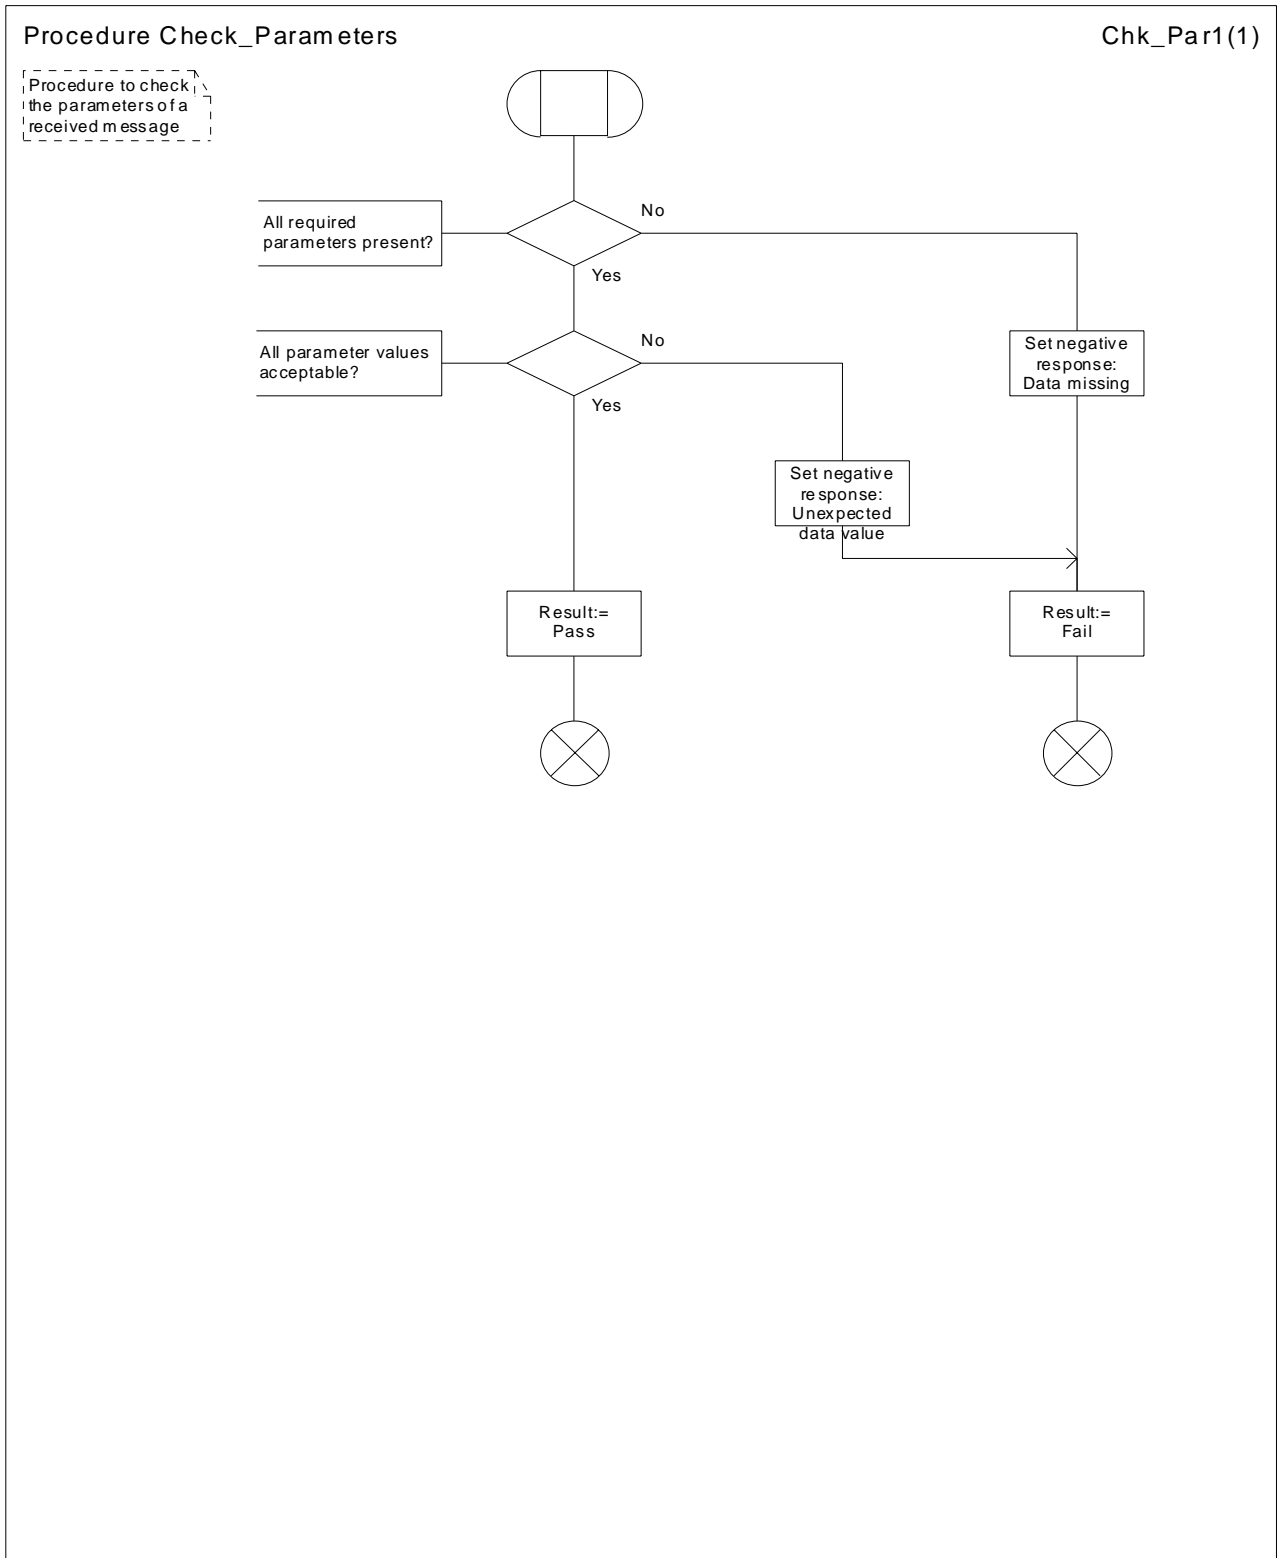 Procedure Check_Parameters
Chk_Par1(1)
Procedure to check
the parameters of a
received message
All required
parameters present?
No
Yes
All parameter values
acceptable?
No
Yes
Set negative
response:
Data missing
Set negative
response:
Unexpected
data value
Result:=
Pass
Result:=
Fail